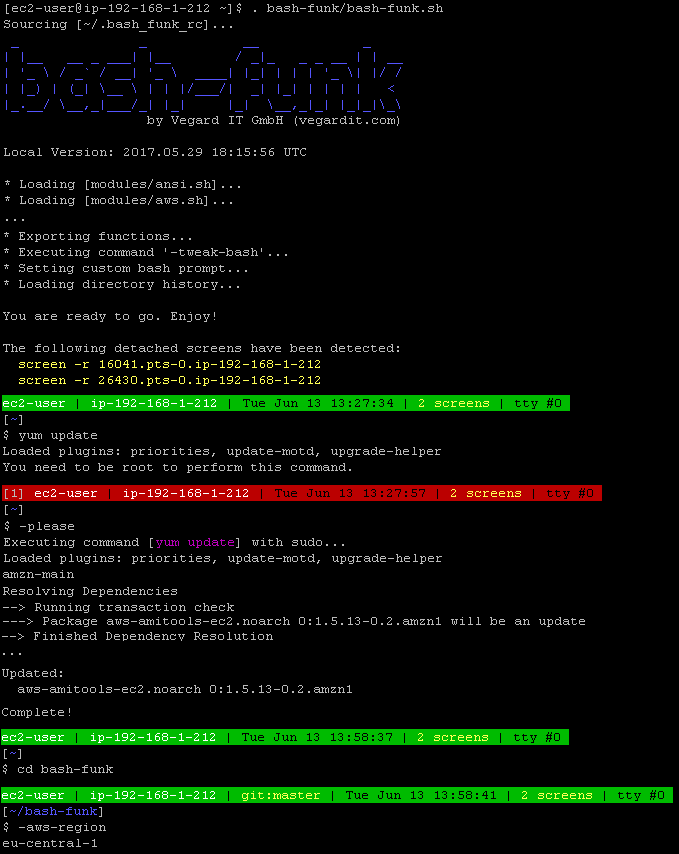 [ec2-user@ip-192-168-1-212 ~]$ . bash-funk/bash-funk.sh
Sourcing [~/.bash_funk_rc]...
bash-funk
by Vegard IT GmbH (vegardit.com)
Local Version: 2017.05.29 18:15:56 UTC
* Loading [modules/ansi.sh]...
* Loading [modules/aws.sh]...
...
* Exporting functions...
* Executing command '-tweak-bash'...
* Setting custom bash prompt...
* Loading directory history...
You are ready to go. Enjoy!
The following detached screens have been detected:
screen -r 16041.pts-0.ip-192-168-1-212
screen -r 26430.pts-0.ip-192-168-1-212
ec2-user | ip-192-168-1-212 | Tue Jun 13 13:27:34 | 2 screens | tty #0
[~]
$ yum update
Loaded plugins: priorities, update-motd, upgrade-helper
You need to be root to perform this command.
[1] ec2-user | ip-192-168-1-212 | Tue Jun 13 13:27:57 | 2 screens | tty #0
[~]
$ -please
Executing command [yum update] with sudo...
Loaded plugins: priorities, update-motd, upgrade-helper
amzn-main
Resolving Dependencies
--> Running transaction check
---> Package aws-amitools-ec2.noarch 0:1.5.13-0.2.amzn1 will be an update
--> Finished Dependency Resolution
...
Updated:
aws-amitools-ec2.noarch 0:1.5.13-0.2.amzn1
Complete!
ec2-user | ip-192-168-1-212 | Tue Jun 13 13:58:37 | 2 screens | tty #0
[~]
$ cd bash-funk
ec2-user | ip-192-168-1-212 | git:master | Tue Jun 13 13:58:41 | 2 screens | tty #0
[~/bash-funk]
$ -aws-region
eu-central-1